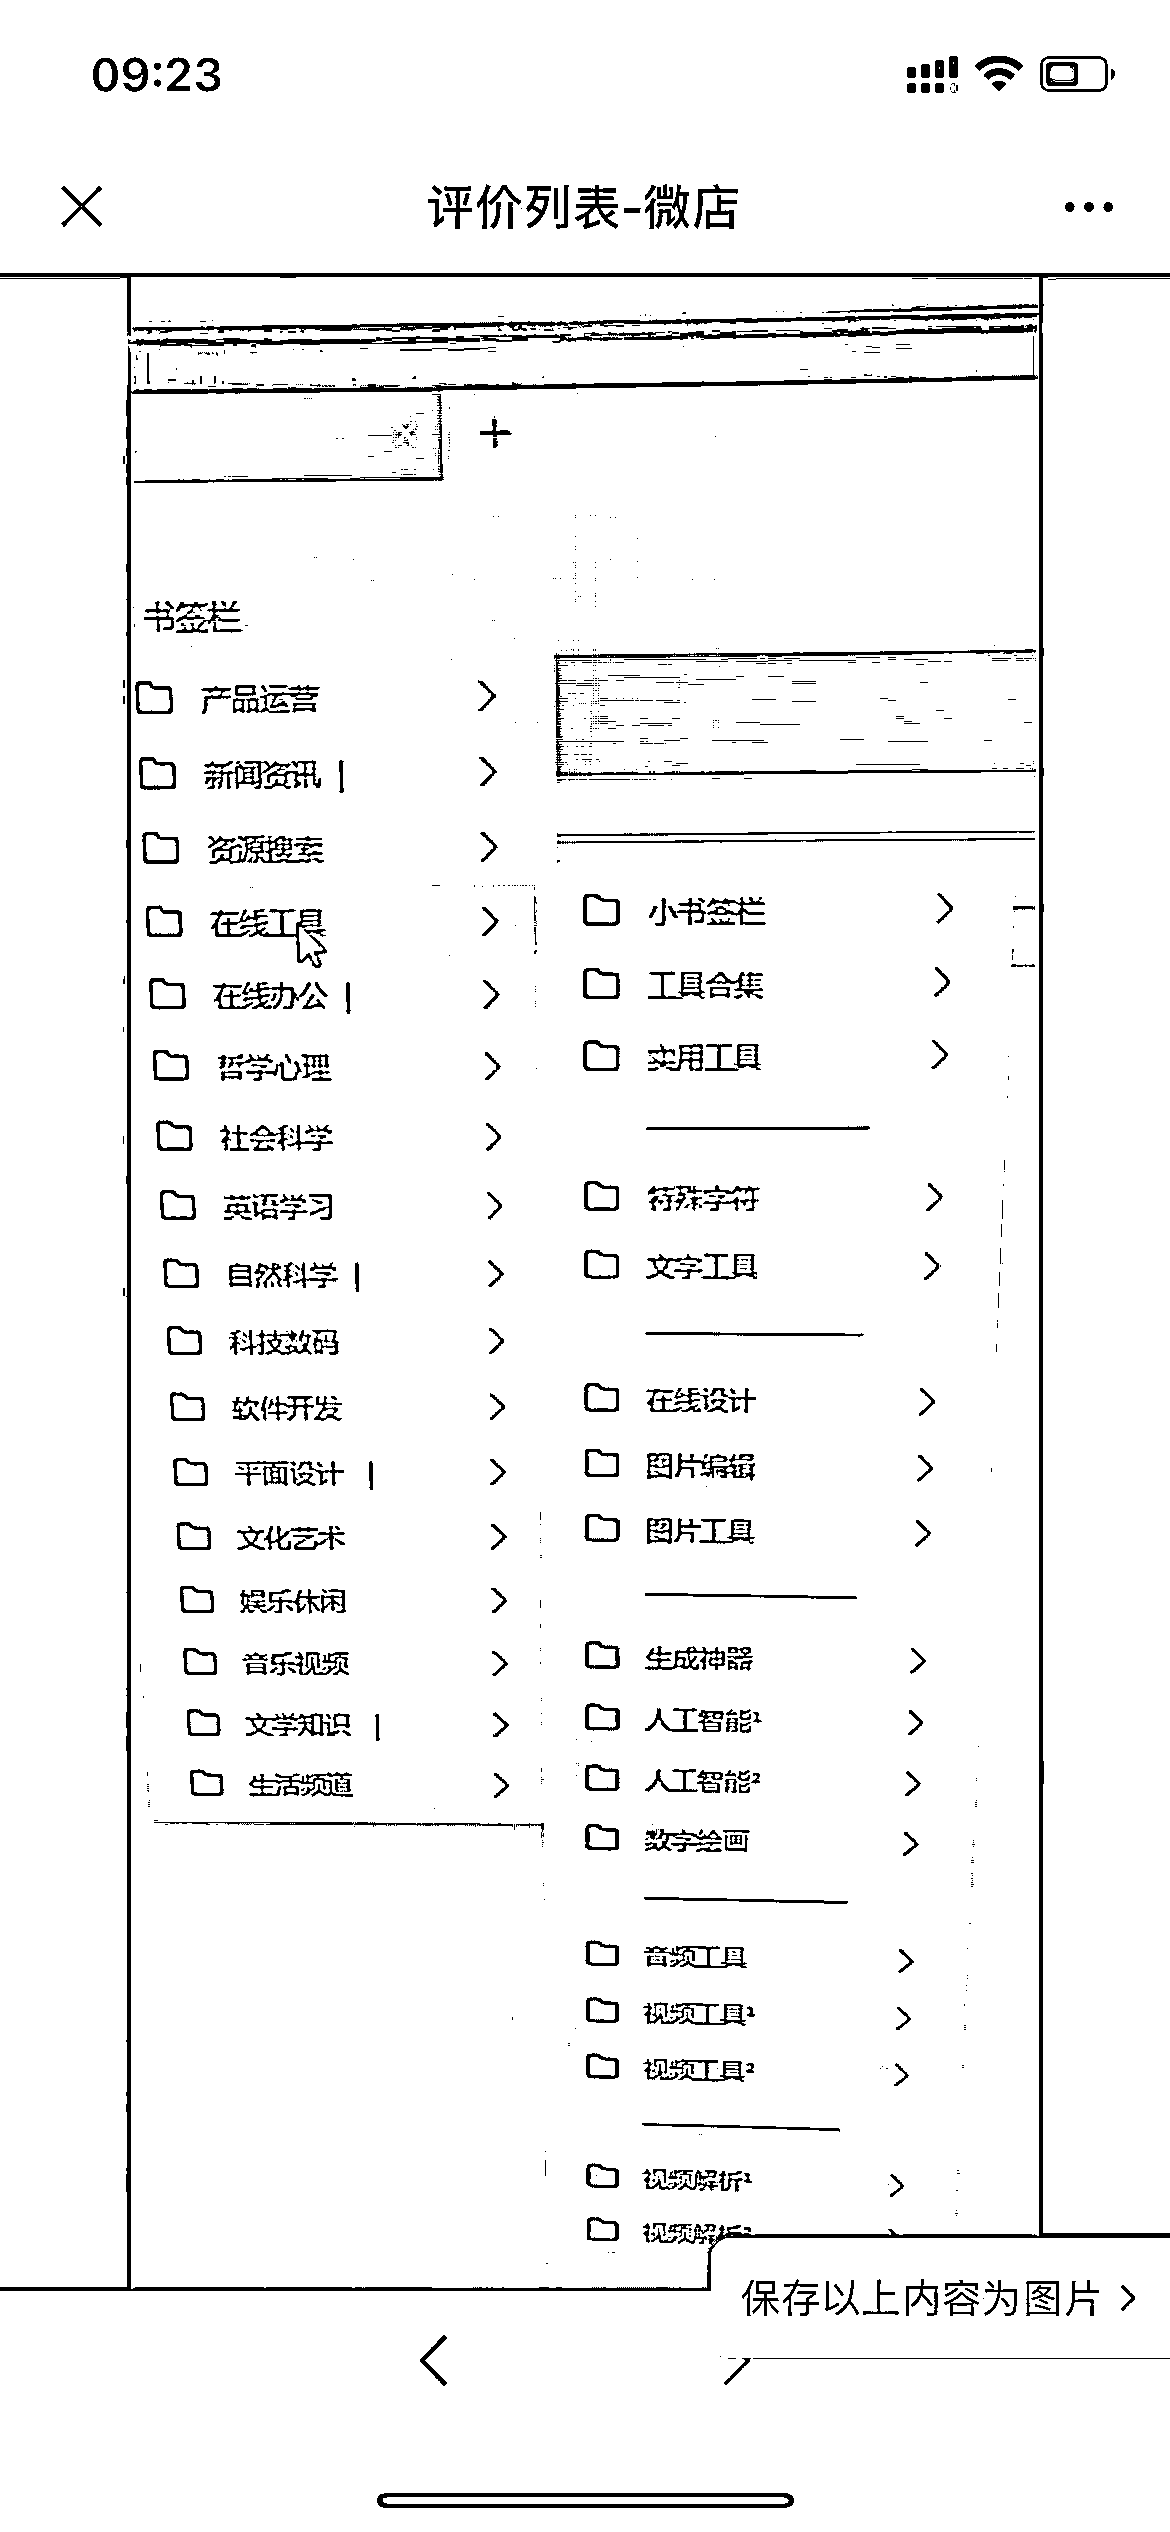 09:23
评价列表-微店
书签栏
产品运营
新闻资讯 |
资源搜索
在线工具
在线办公 |
哲学心理
社会科学
英语学习
自然科学 |
科技数码
软件开发
平面设计 |
文化艺术
娱乐休闲
音乐视频
文学知识 |
生活频道
小书签栏
工具合集
实用工具
符殊字符
文字工具
在线设计
图片编辑
图片工具
生成神器
人工智能¹
人工智能²
数字绘画
音频工具
视频工具¹
视频工具²
视频解析¹
视频解析²
保存以上内容为图片